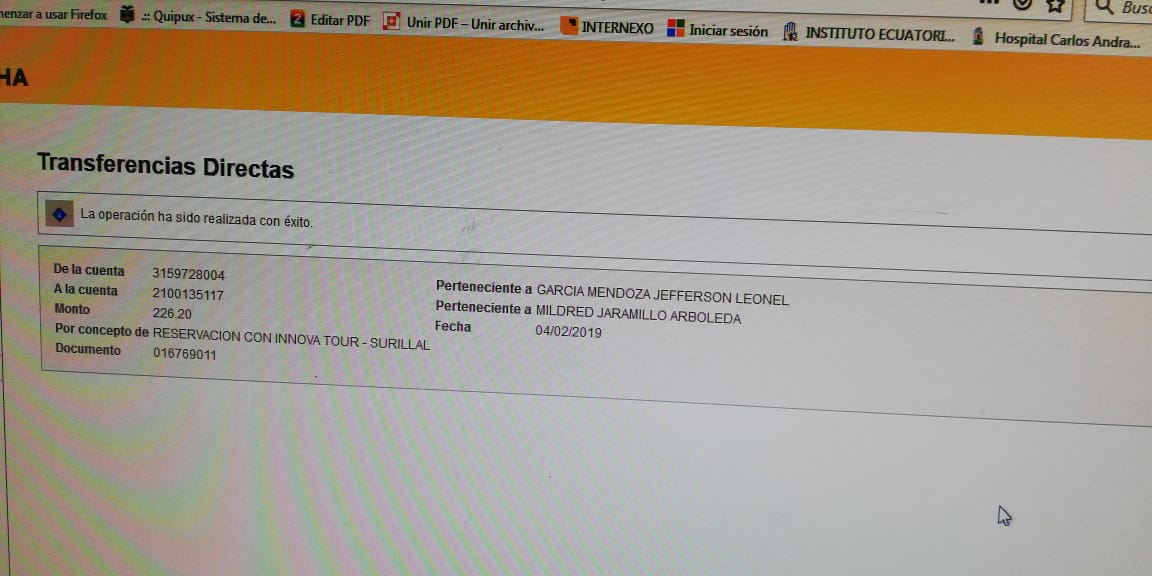 menzar a usar Firefox .:: Quipux - Sistema de... Editar PDF Unir PDF – Unir archiv... INTERNEXO Iniciar sesión INSTITUTO ECUATORI... Hospital Carlos Andra...
HA
Transferencias Directas
La operación ha sido realizada con éxito.
De la cuenta 3159728004 Perteneciente a GARCIA MENDOZA JEFFERSON LEONEL
A la cuenta 2100135117 Perteneciente a MILDRED JARAMILLO ARBOLEDA
Monto 226.20 Fecha 04/02/2019
Por concepto de RESERVACION CON INNOVA TOUR - SURILLAL
Documento 016769011